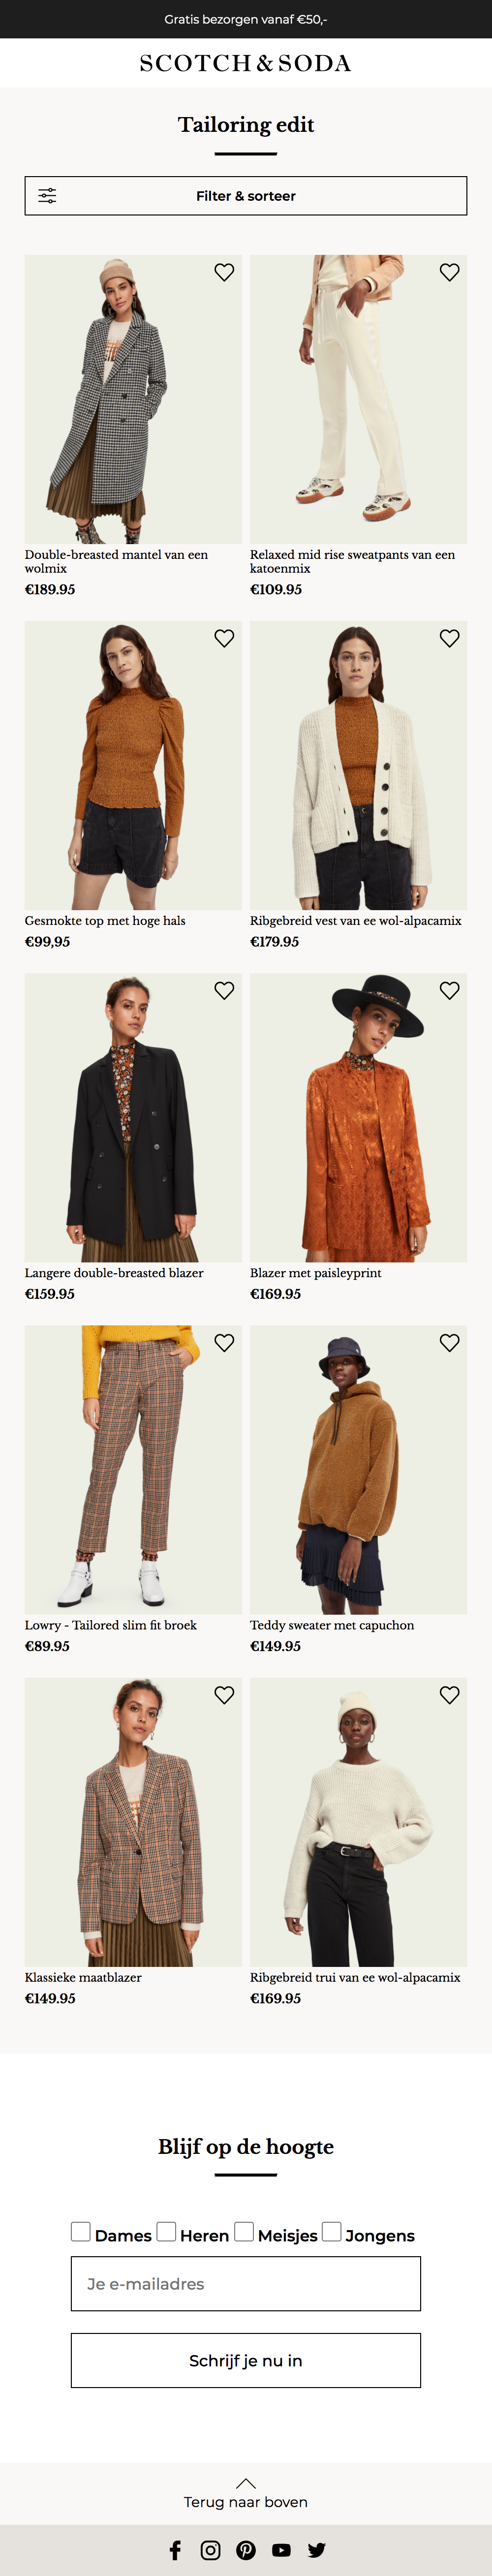 Gratis bezorgen vanaf €50,-
SCOTCH & SODA
Tailoring edit
Filter & sorteer
Double-breasted mantel van een
wolmix
€189.95
Relaxed mid rise sweatpants van een
katoenmix
€109.95
Gesmokte top met hoge hals
€99,95
Ribgebreid vest van ee wol-alpacamix
€179.95
Langere double-breasted blazer
€159.95
Blazer met paisleyprint
€169.95
Lowry - Tailored slim fit broek
€89.95
Teddy sweater met capuchon
€149.95
Klassieke maatblazer
€149.95
Ribgebreid trui van ee wol-alpacamix
€169.95
Blijf op de hoogte
Dames Heren Meisjes Jongens
Je e-mailadres
Schrijf je nu in
Terug naar boven